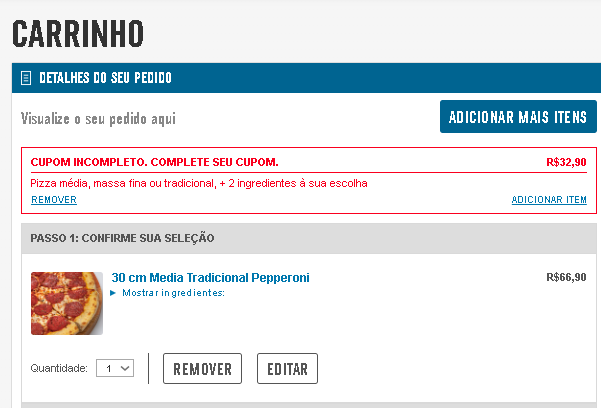 CARRINHO
DETALHES DO SEU PEDIDO
Visualize o seu pedido aqui
ADICIONAR MAIS ITENS
CUPOM INCOMPLETO. COMPLETE SEU CUPOM. R$32,90
Pizza média, massa fina ou tradicional, + 2 ingredientes à sua escolha
REMOVER ADICIONAR ITEM
PASSO 1: CONFIRME SUA SELEÇÃO
30 cm Media Tradicional Pepperoni R$66,90
Mostrar ingredientes:
Quantidade: 1 REMOVER EDITAR